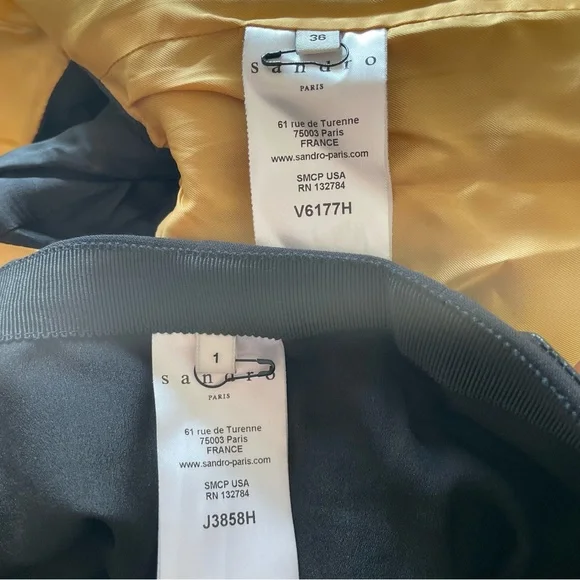 36
sandro
PARIS
61 rue de Turenne
75003 Paris
FRANCE
www.sandro-paris.com
SMCP USA
RN 132784
V6177H
1
sandro
PARIS
61 rue de Turenne
75003 Paris
FRANCE
www.sandro-paris.com
SMCP USA
RN 132784
J3858H